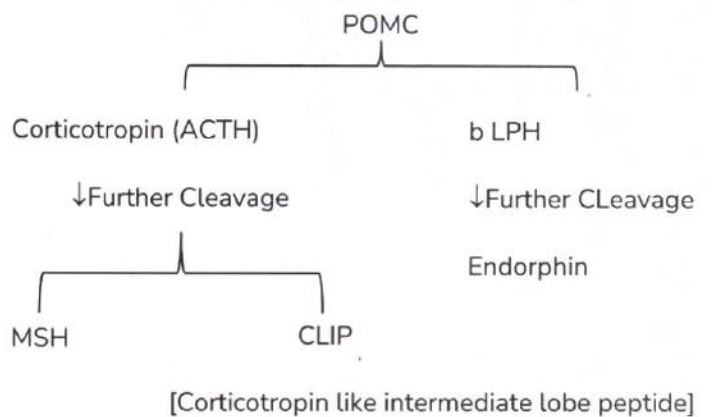 POMC
Corticotropin (ACTH) b LPH
↓Further Cleavage ↓Further CLeavage
Endorphin
MSH CLIP
[Corticotropin like intermediate lobe peptide]